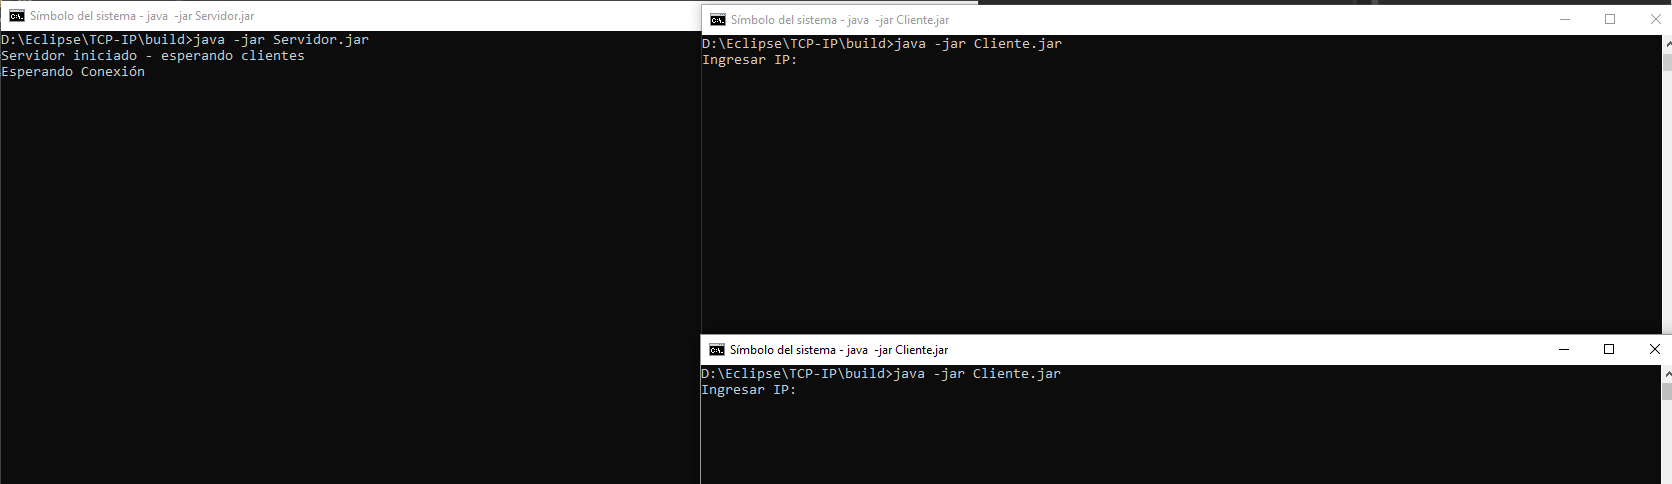 Símbolo del sistema - java  -jar Servidor.jar
D:\Eclipse\TCP-IP\build>java -jar Servidor.jar
Servidor iniciado - esperando clientes
Esperando Conexión
Símbolo del sistema - java  -jar Cliente.jar
D:\Eclipse\TCP-IP\build>java -jar Cliente.jar
Ingresar IP:
Símbolo del sistema - java  -jar Cliente.jar
D:\Eclipse\TCP-IP\build>java -jar Cliente.jar
Ingresar IP: